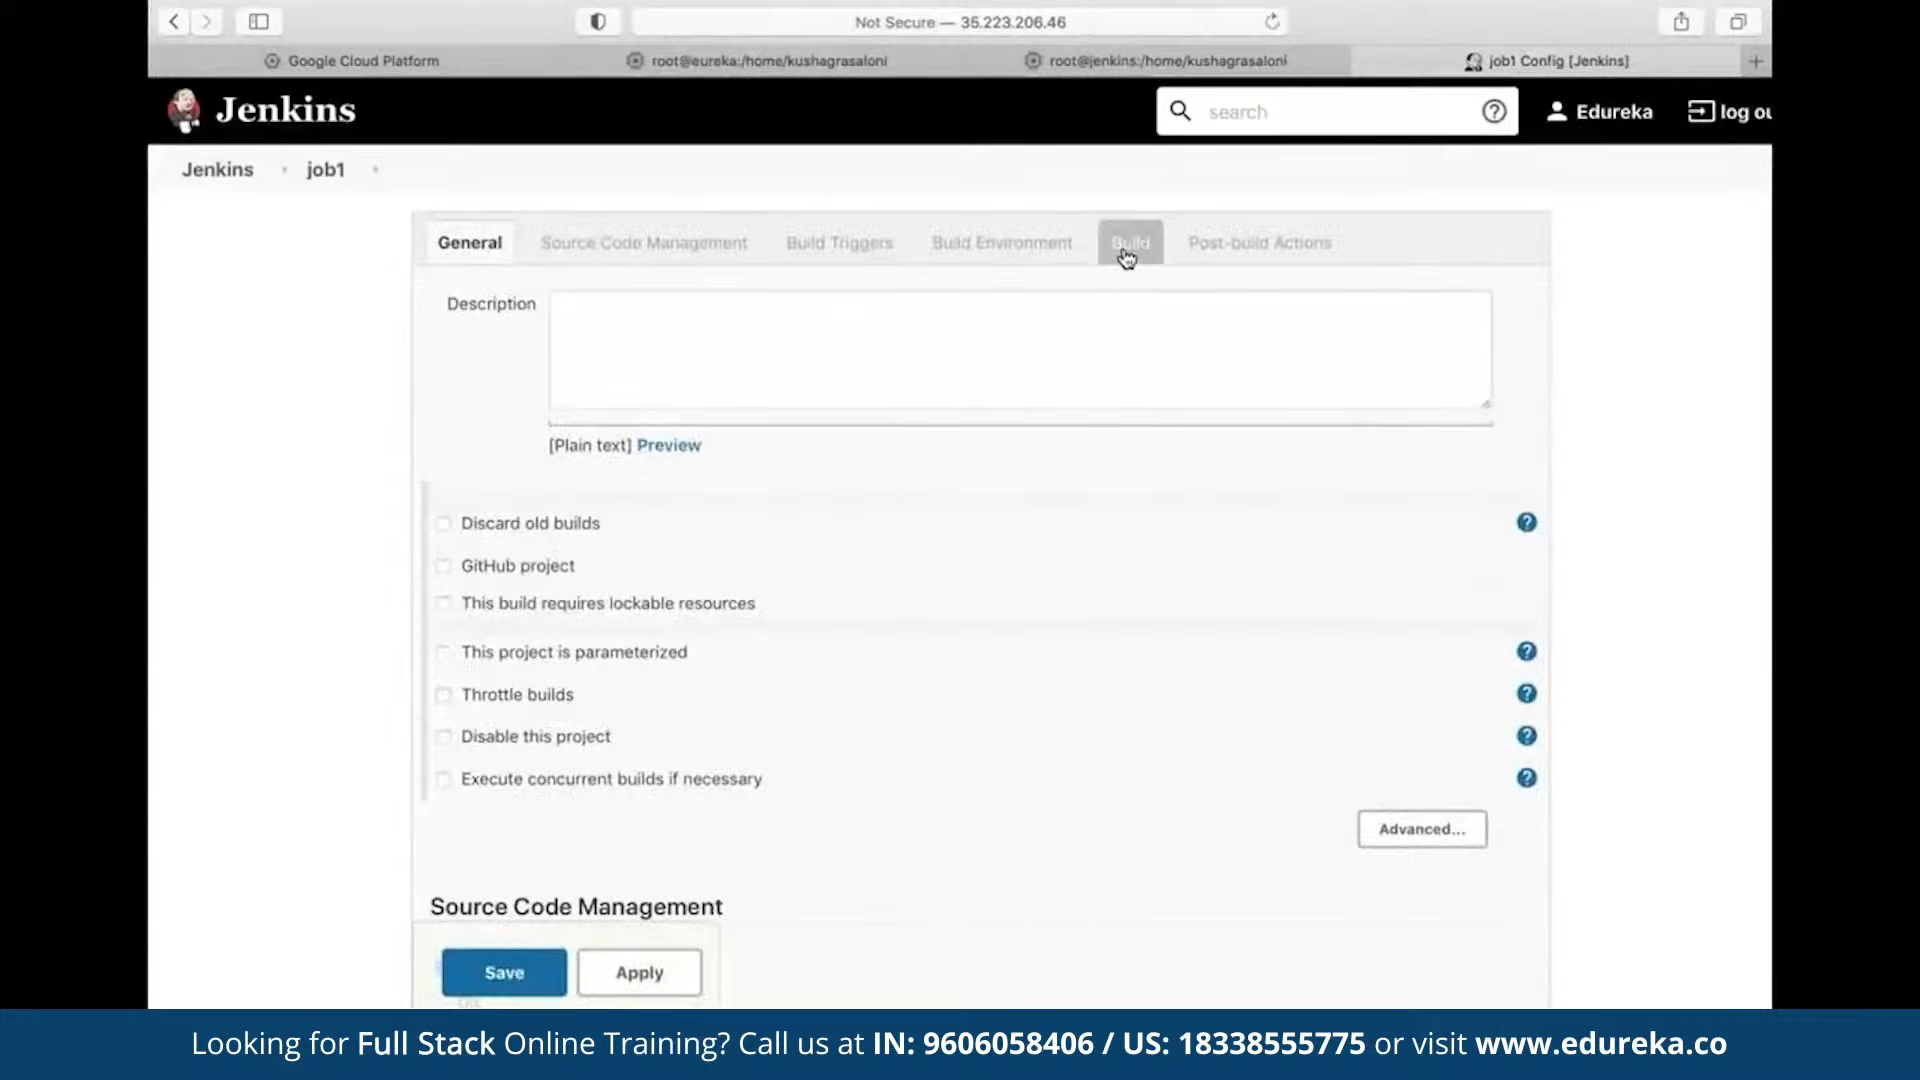 Not Secure — 35.223.206.46
Google Cloud Platform
root@eureka:/home/kushagrasaloni
root@jenkins:/home/kushagrasaloni
job1 Config [Jenkins]
Jenkins
search
Edureka
log ou
Jenkins
job1
General
Source Code Management
Build Triggers
Build Environment
Build
Post-build Actions
Description
[Plain text] Preview
Discard old builds
GitHub project
This build requires lockable resources
This project is parameterized
Throttle builds
Disable this project
Execute concurrent builds if necessary
Advanced...
Source Code Management
Save
Apply
Looking for Full Stack Online Training? Call us at IN: 9606058406 / US: 18338555775 or visit www.edureka.co